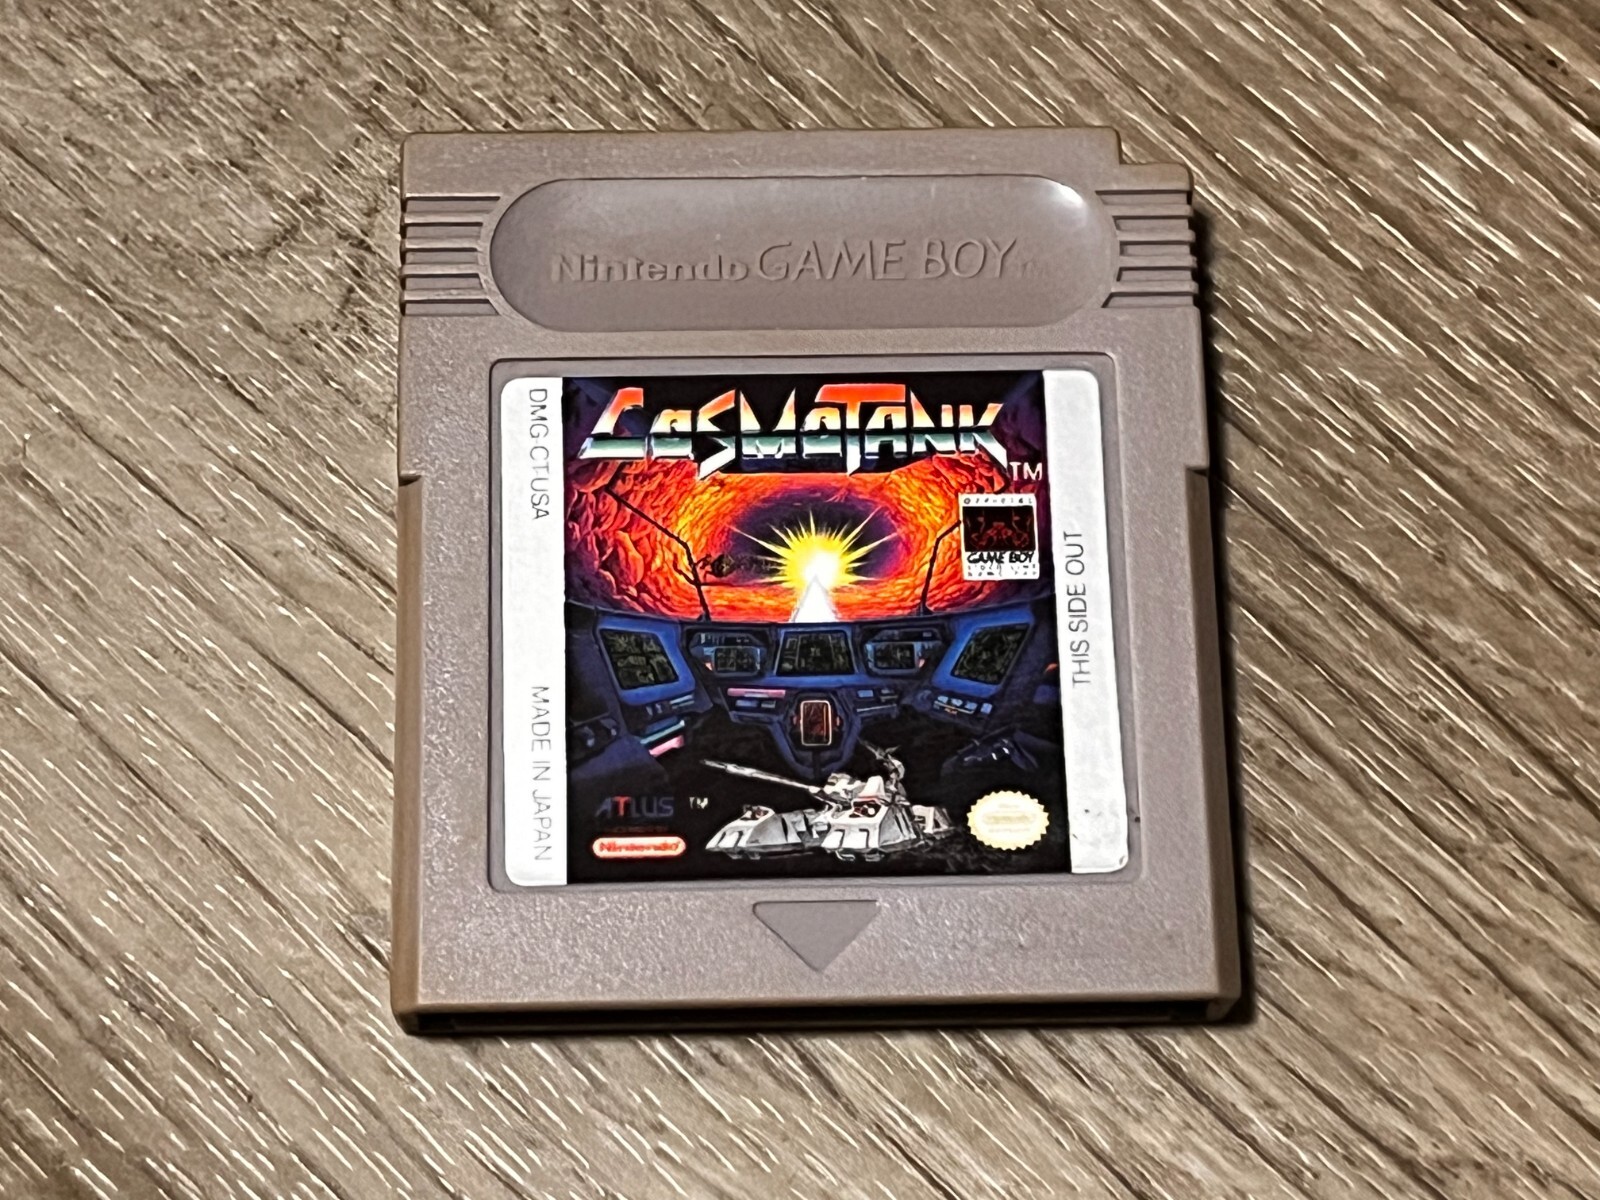 Nintendo GAME BOY TM
COSMOTANK
TM
DMG-CT-USA
MADE IN JAPAN
OFFICIAL
GAME BOY
THIS SIDE OUT
ATLUS TM
Nintendo